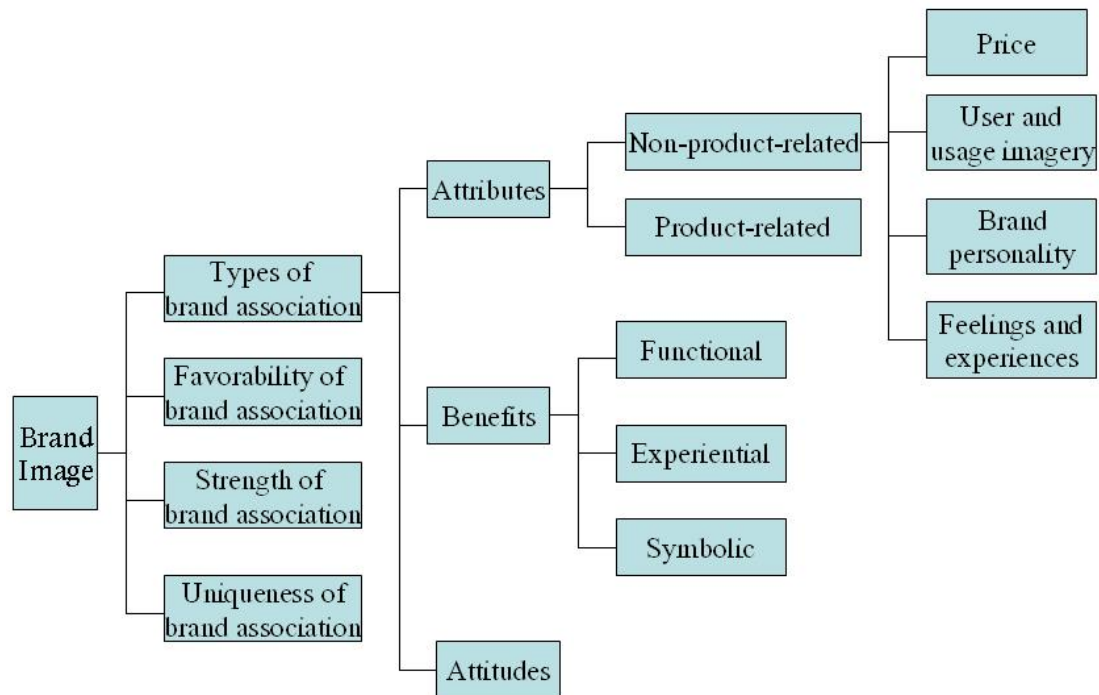 Price
User and
usage imagery
Non-product-related
Attributes
Product-related
Brand
personality
Types of
brand association
Feelings and
experiences
Functional
Favorability of
brand association
Benefits
Brand
Image
Experiential
Strength of
brand association
Symbolic
Uniqueness of
brand association
Attitudes